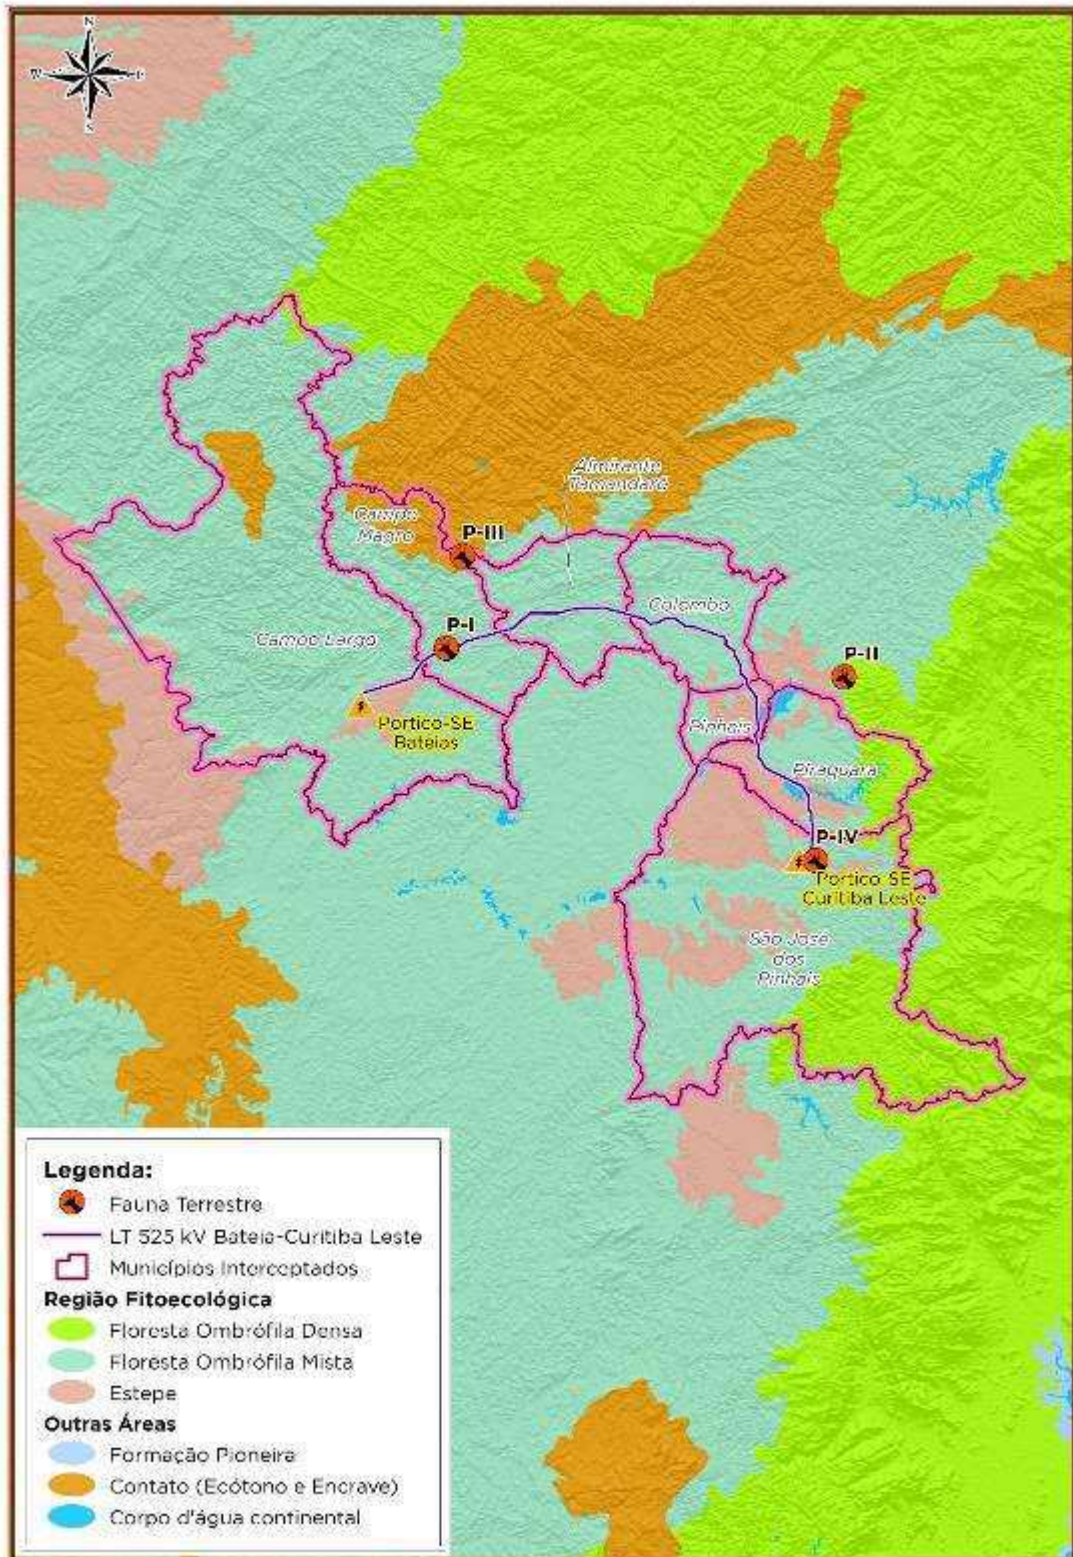 N
W
E
S
Almirante
Tamandaré
Campo
Magro
P-III
Colombo
P-I
Campo Largo
P-II
Portico-SE
Bateias
Pinhais
Piraquara
P-IV
Portico-SE
Curitiba Leste
São José
dos
Pinhais
Legenda:
Fauna Terrestre
LT 525 kV Bateia-Curitiba Leste
Municípios Interceptados
Região Fitoecológica
Floresta Ombrófila Densa
Floresta Ombrófila Mista
Estepe
Outras Áreas
Formação Pioneira
Contato (Ecótono e Encrave)
Corpo d'água continental